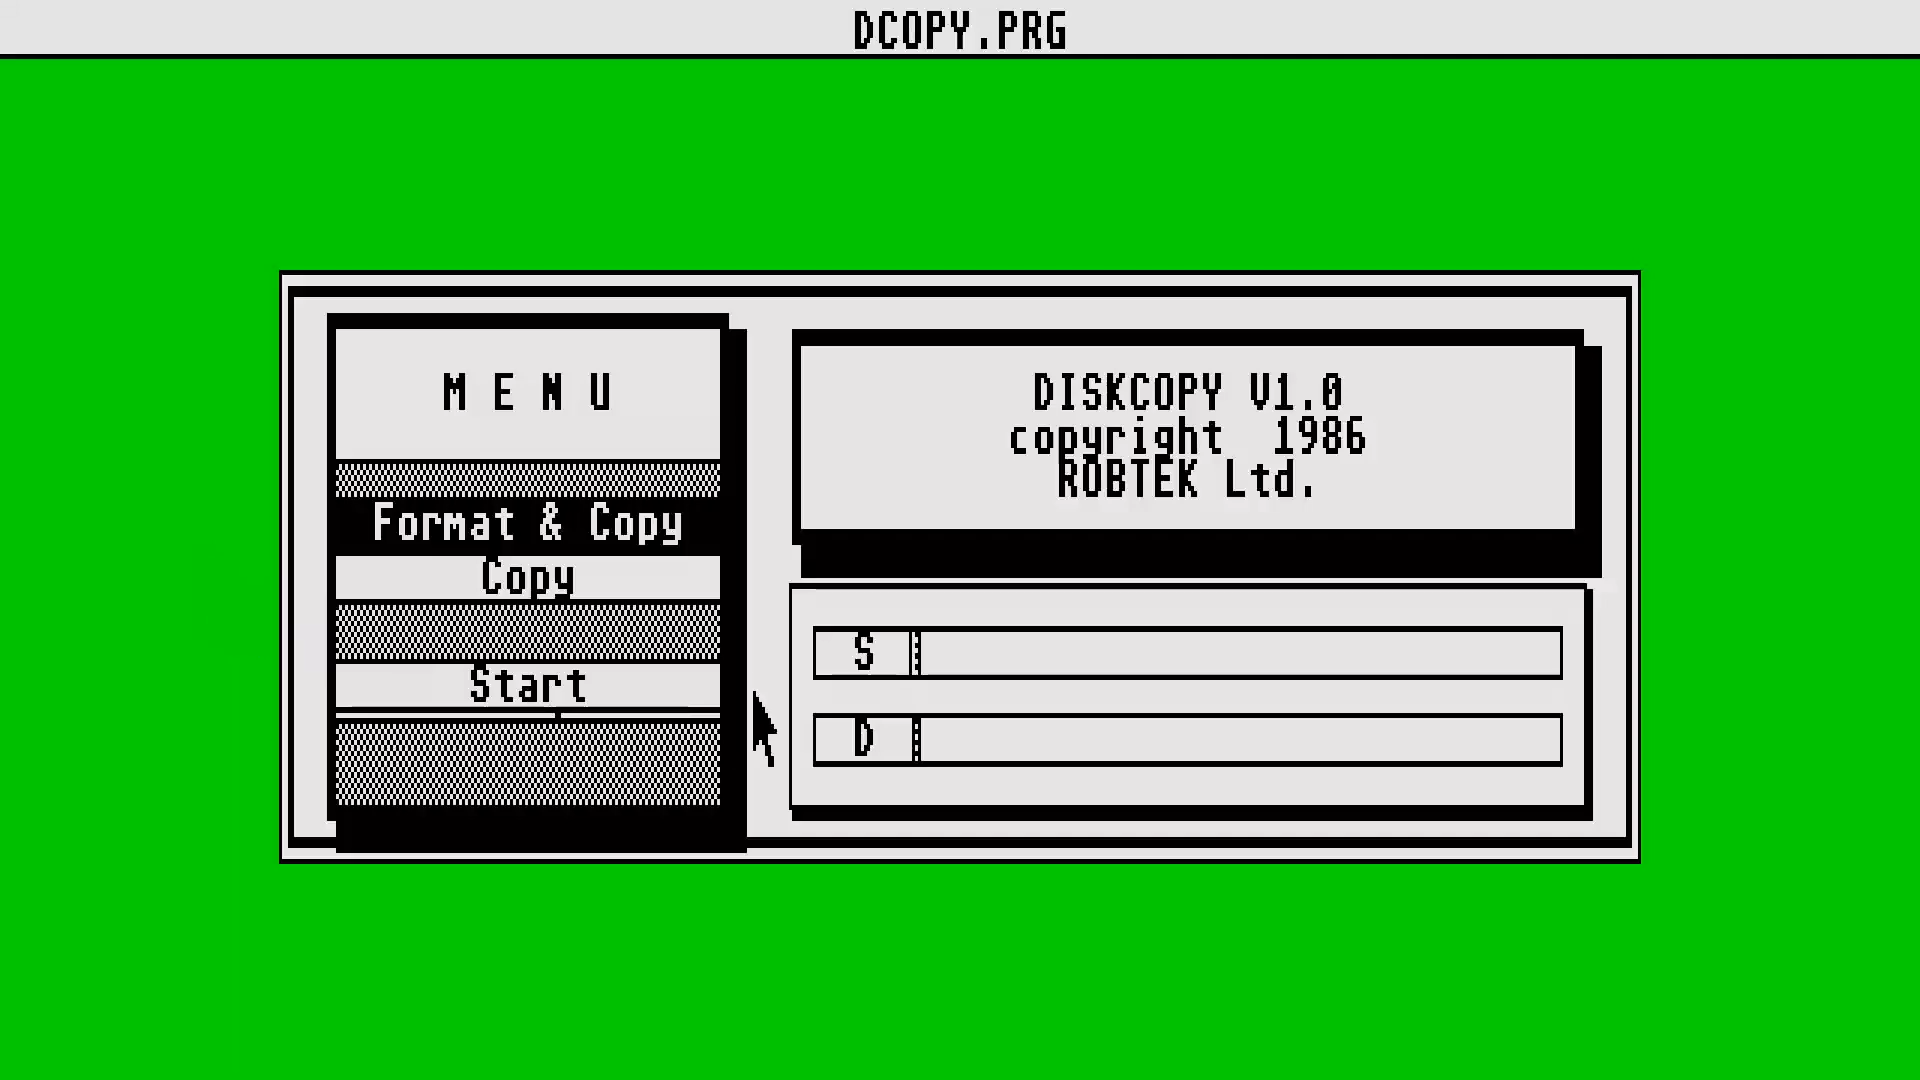 DCOPY.PRG
M E N U
Format & Copy
Copy
Start
DISKCOPY V1.0
copyright 1986
ROBTEK Ltd.
S
D